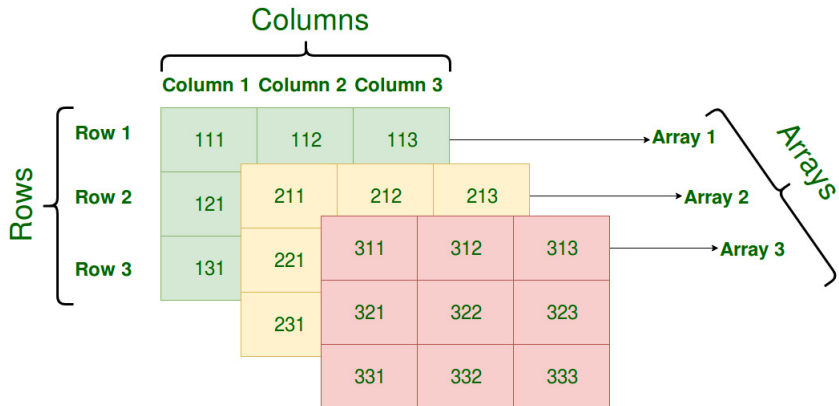 Columns
Column 1 Column 2 Column 3
Rows
Row 1
Row 2
Row 3
111 112 113
121
131
211 212 213
221
231
311 312 313
321 322 323
331 332 333
Array 1
Array 2
Array 3
Arrays